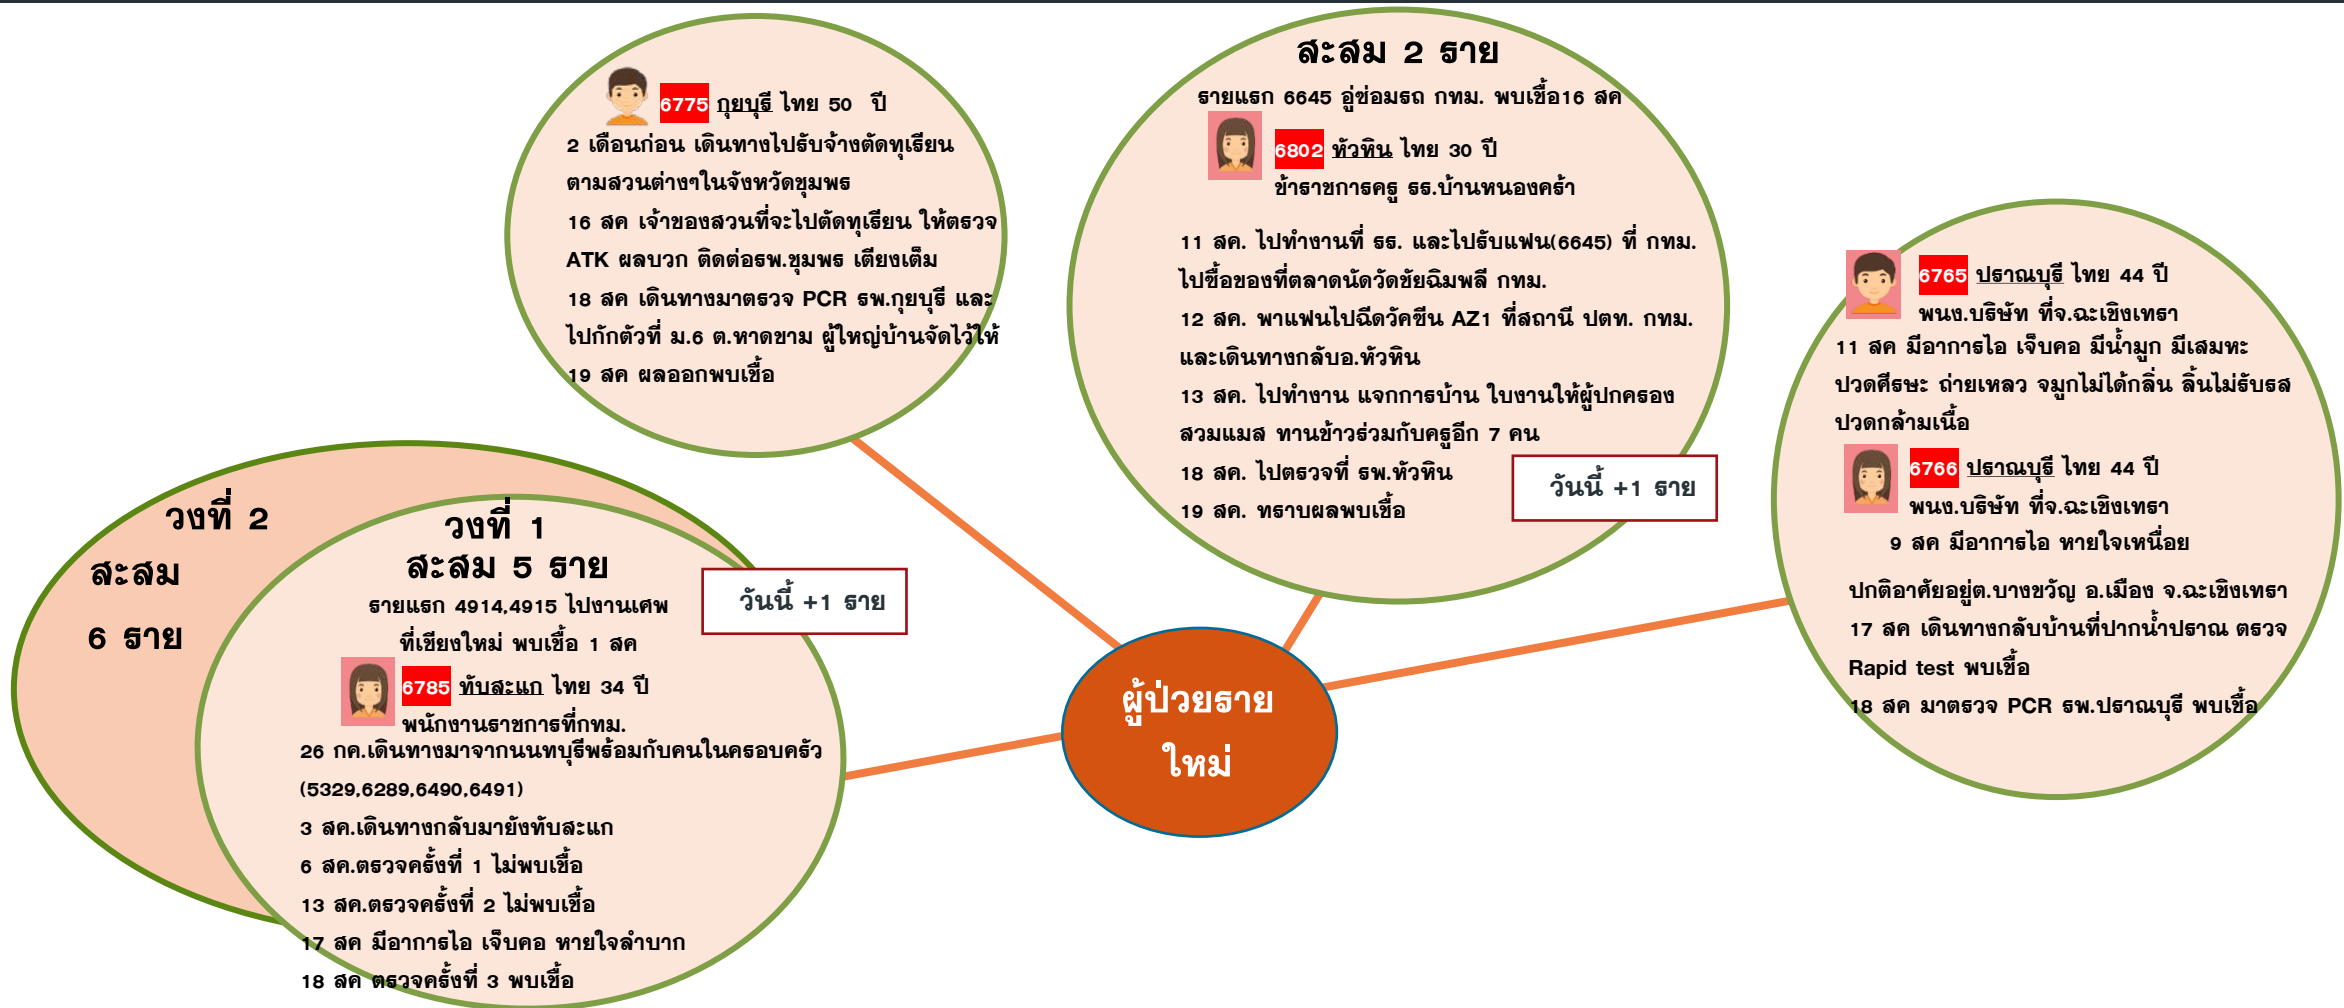 6775 กุยบุรี ไทย 50 ปี
2 เดือนก่อน เดินทางไปรับจ้างตัดทุเรียน
ตามสวนต่างๆในจังหวัดชุมพร
16 สค เจ้าของสวนที่จะไปตัดทุเรียน ให้ตรวจ
ATK ผลบวก ติดต่อรพ.ชุมพร เตียงเต็ม
18 สค เดินทางมาตรวจ PCR รพ.กุยบุรี และ
ไปกักตัวที่ ม.6 ต.หาดขาม ผู้ใหญ่บ้านจัดไว้ให้
19 สค ผลออกพบเชื้อ
สะสม 2 ราย
รายแรก 6645 อู่ซ่อมรถ กทม. พบเชื้อ16 สค
6802 หัวหิน ไทย 30 ปี
ข้าราชการครู รร.บ้านหนองคร้า
11 สค. ไปทำงานที่ รร. และไปรับแฟน(6645) ที่ กทม.
ไปซื้อของที่ตลาดนัดวัดชัยฉิมพลี กทม.
12 สค. พาแฟนไปฉีดวัคซีน AZ1 ที่สถานี ปตท. กทม.
และเดินทางกลับอ.หัวหิน
13 สค. ไปทำงาน แจกการบ้าน ใบงานให้ผู้ปกครอง
สวมแมส ทานข้าวร่วมกับครูอีก 7 คน
18 สค. ไปตรวจที่ รพ.หัวหิน
19 สค. ทราบผลพบเชื้อ
วันนี้ +1 ราย
6765 ปราณบุรี ไทย 44 ปี
พนง.บริษัท ที่จ.ฉะเชิงเทรา
11 สค มีอาการไอ เจ็บคอ มีน้ำมูก มีเสมหะ
ปวดศีรษะ ถ่ายเหลว จมูกไม่ได้กลิ่น ลิ้นไม่รับรส
ปวดกล้ามเนื้อ
6766 ปราณบุรี ไทย 44 ปี
พนง.บริษัท ที่จ.ฉะเชิงเทรา
9 สค มีอาการไอ หายใจเหนื่อย
ปกติอาศัยอยู่ต.บางขวัญ อ.เมือง จ.ฉะเชิงเทรา
17 สค เดินทางกลับบ้านที่ปากน้ำปราณ ตรวจ
Rapid test พบเชื้อ
18 สค มาตรวจ PCR รพ.ปราณบุรี พบเชื้อ
วงที่ 2
สะสม
6 ราย
วงที่ 1
สะสม 5 ราย
รายแรก 4914,4915 ไปงานเศพ
ที่เชียงใหม่ พบเชื้อ 1 สค
6785 ทับสะแก ไทย 34 ปี
พนักงานราชการที่กทม.
26 กค.เดินทางมาจากนนทบุรีพร้อมกับคนในครอบครัว
(5329,6289,6490,6491)
3 สค.เดินทางกลับมายังทับสะแก
6 สค.ตรวจครั้งที่ 1 ไม่พบเชื้อ
13 สค.ตรวจครั้งที่ 2 ไม่พบเชื้อ
17 สค มีอาการไอ เจ็บคอ หายใจลำบาก
18 สค ตรวจครั้งที่ 3 พบเชื้อ
วันนี้ +1 ราย
ผู้ป่วยราย
ใหม่